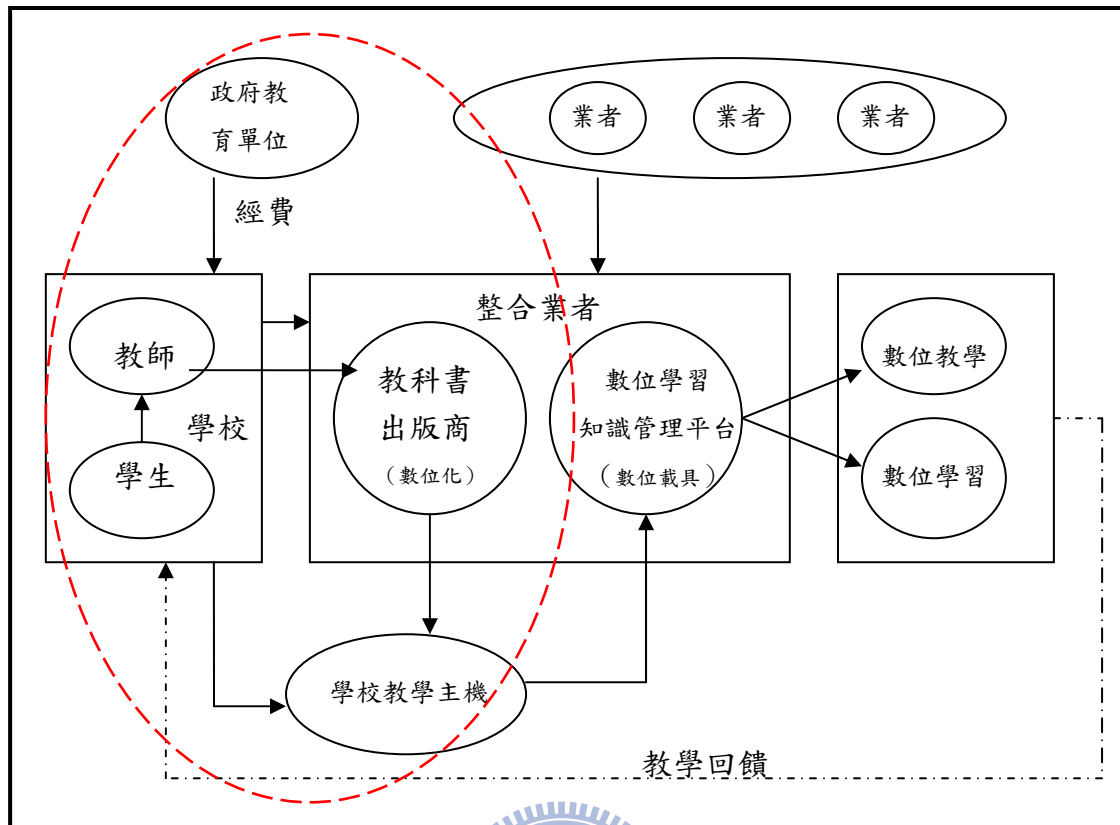 政府教
育單位
業者
業者
業者
經費
整合業者
教師
學校
學生
教科書
出版商
（數位化）
數位學習
知識管理平台
（數位載具）
數位教學
數位學習
學校教學主機
教學回饋